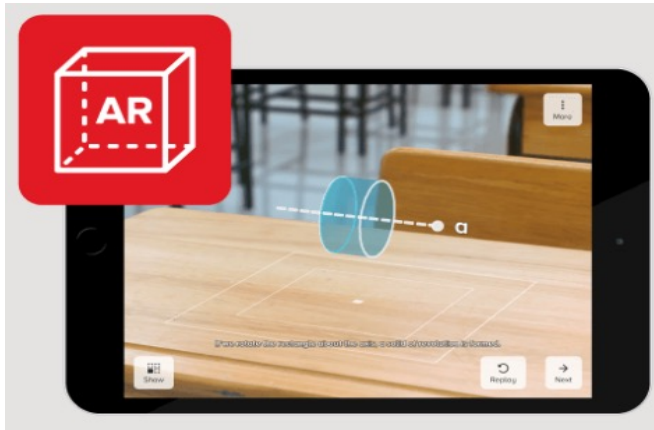 AR
More
a
If we rotate the rectangle about the axis, a solid of revolution is formed.
Show
Replay
Next